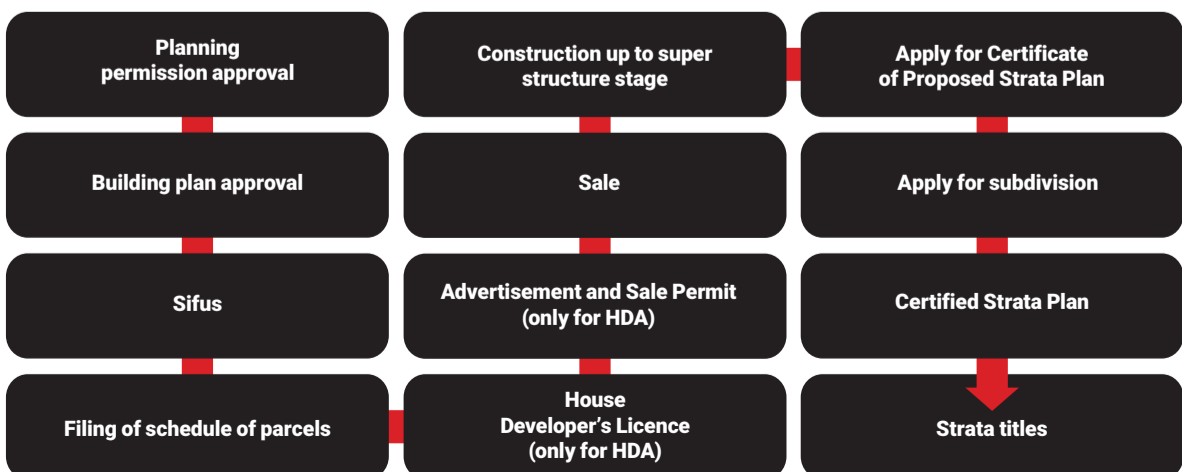 Planning
permission approval
Building plan approval
Sifus
Filing of schedule of parcels
House
Developer's Licence
(only for HDA)
Advertisement and Sale Permit
(only for HDA)
Sale
Construction up to super
structure stage
Apply for Certificate
of Proposed Strata Plan
Apply for subdivision
Certified Strata Plan
Strata titles